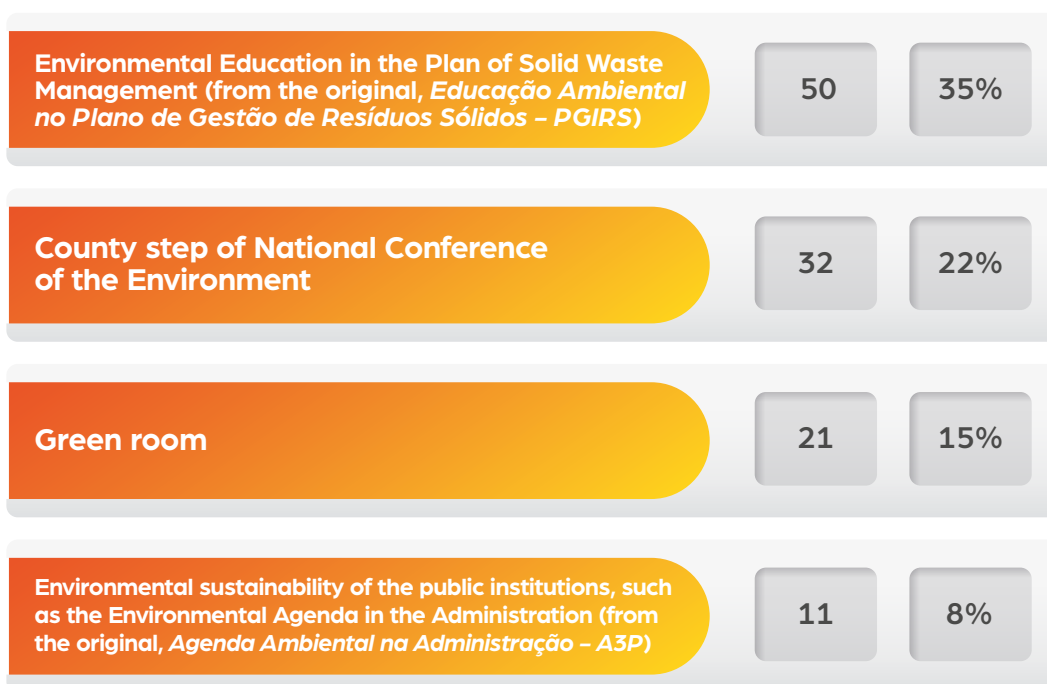 Environmental Education in the Plan of Solid Waste
Management (from the original, Educação Ambiental
no Plano de Gestão de Resíduos Sólidos - PGIRS)
50
35%
County step of National Conference
of the Environment
32
22%
Green room
21
15%
Environmental sustainability of the public institutions, such
as the Environmental Agenda in the Administration (from
the original, Agenda Ambiental na Administração - A3P)
11
8%